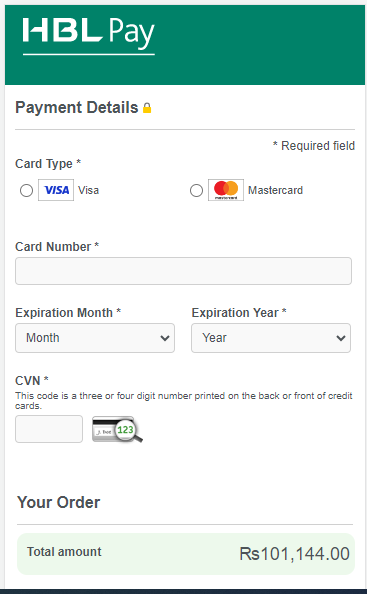 HBL Pay
Payment Details
* Required field
Card Type *
VISA Visa mastercard Mastercard
Card Number *
Expiration Month * Expiration Year *
Month Year
CVN *
This code is a three or four digit number printed on the back or front of credit
cards.
123
Your Order
Total amount Rs101,144.00